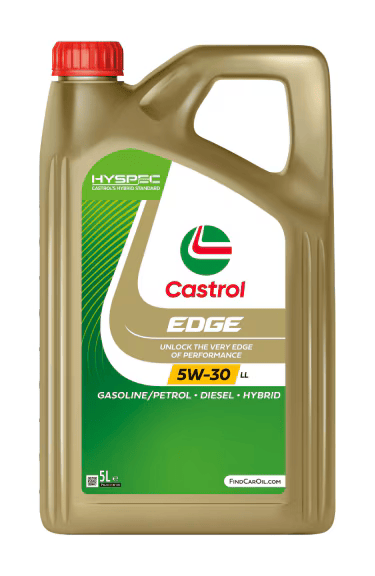 HYSPEC
CASTROL'S HYBRID STANDARD
Castrol
EDGE
UNLOCK THE VERY EDGE
OF PERFORMANCE
5W-30 LL
GASOLINE/PETROL • DIESEL • HYBRID
5L e
FINDCAROIL.COM